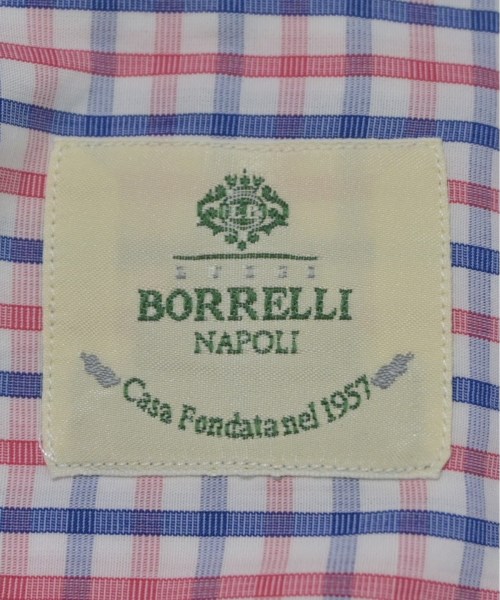 BORRELLI
NAPOLI
Casa Fondata nel 1957